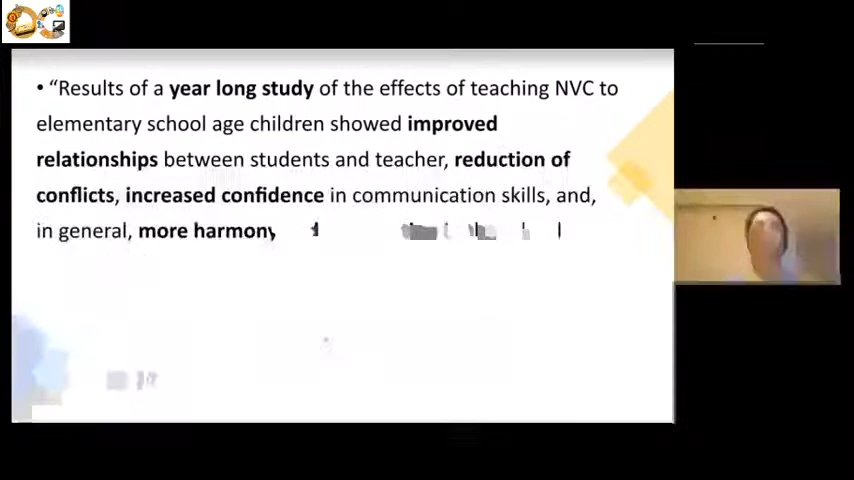 • “Results of a year long study of the effects of teaching NVC to
elementary school age children showed improved
relationships between students and teacher, reduction of
conflicts, increased confidence in communication skills, and,
in general, more harmony